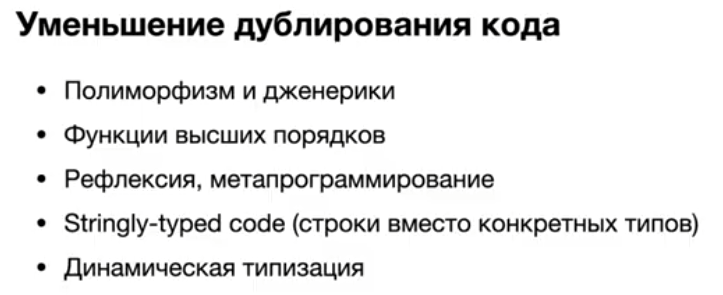 Уменьшение дублирования кода
• Полиморфизм и дженерики
• Функции высших порядков
• Рефлексия, метапрограммирование
• Stringly-typed code (строки вместо конкретных типов)
• Динамическая типизация